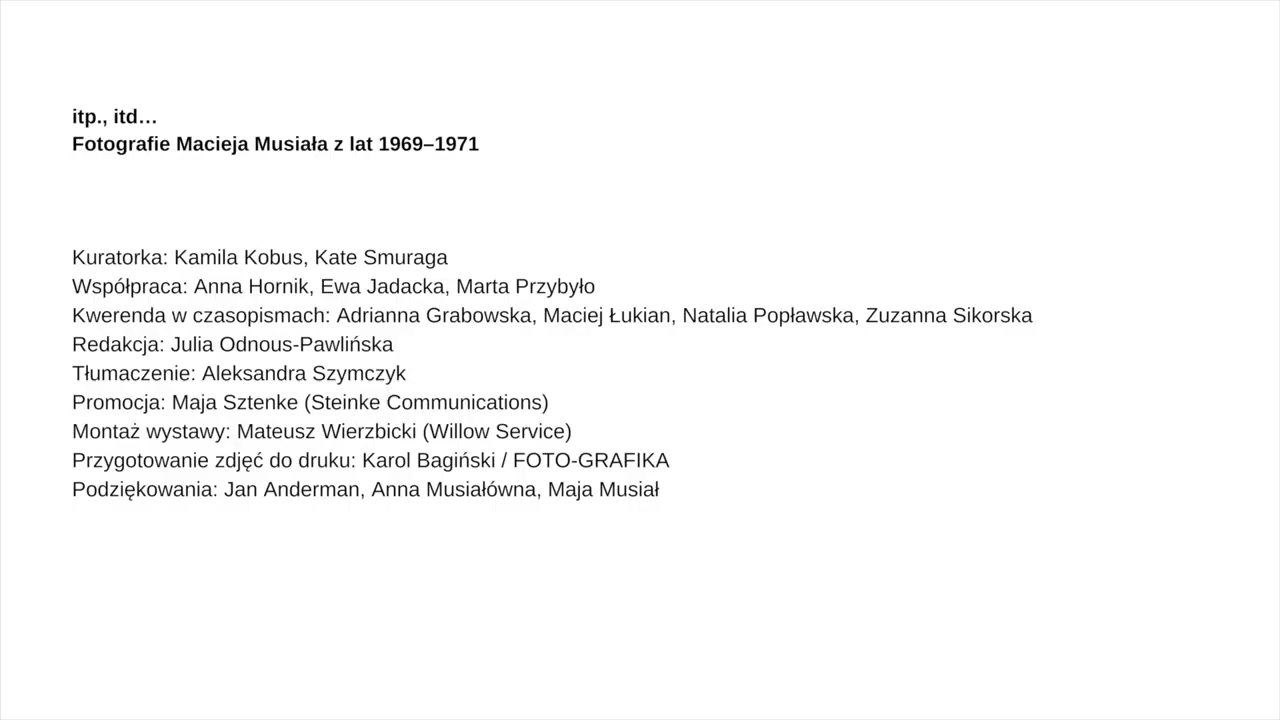 itp., itd…
Fotografie Macieja Musiała z lat 1969–1971
Kuratorka: Kamila Kobus, Kate Smuraga
Współpraca: Anna Hornik, Ewa Jadacka, Marta Przybyło
Kwerenda w czasopismach: Adrianna Grabowska, Maciej Łukian, Natalia Popławska, Zuzanna Sikorska
Redakcja: Julia Odnous-Pawlińska
Tłumaczenie: Aleksandra Szymczyk
Promocja: Maja Sztenke (Steinke Communications)
Montaż wystawy: Mateusz Wierzbicki (Willow Service)
Przygotowanie zdjęć do druku: Karol Bagiński / FOTO-GRAFIKA
Podziękowania: Jan Anderman, Anna Musiałówna, Maja Musiał